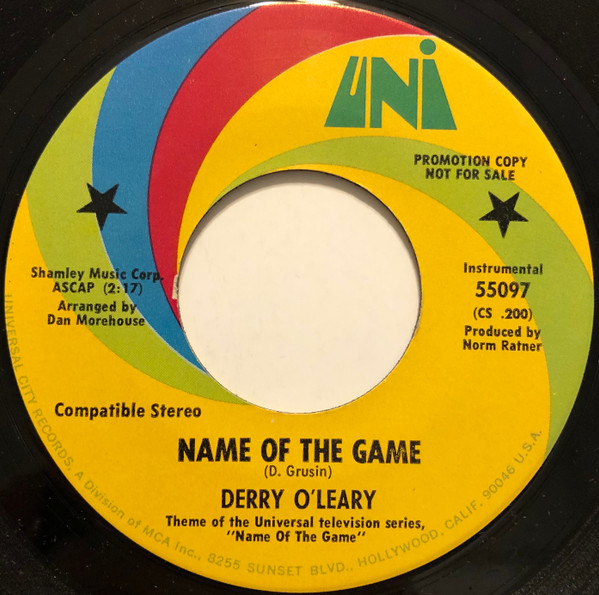 UNi
PROMOTION COPY
NOT FOR SALE
Shamley Music Corp.
ASCAP (2:17)
Arranged by
Dan Morehouse
Instrumental
55097
(CS .200)
Produced by
Norm Ratner
Compatible Stereo
NAME OF THE GAME
(D. Grusin)
DERRY O'LEARY
Theme of the Universal television series,
"Name Of The Game"
UNIVERSAL CITY RECORDS, A Division of MCA Inc., 8255 SUNSET BLVD., HOLLYWOOD, CALIF. 90046 U.S.A.